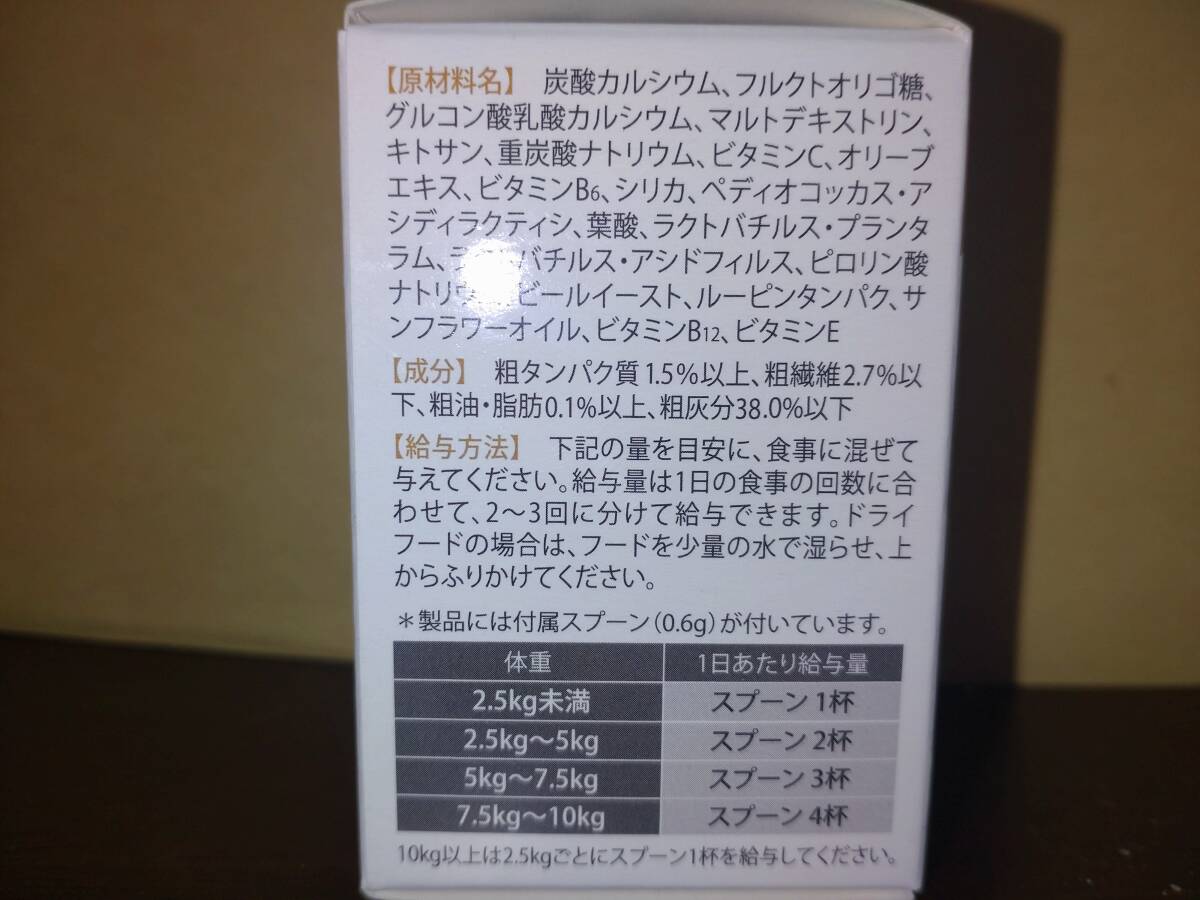 【原材料名】 炭酸カルシウム、フルクトオリゴ糖、
グルコン酸乳酸カルシウム、マルトデキストリン、
キトサン、重炭酸ナトリウム、ビタミンC、オリーブ
エキス、ビタミンB6、シリカ、ペディオコッカス・ア
シディラクティシ、葉酸、ラクトバチルス・プランタ
ラム、バチルス・アシドフィルス、ピロリン酸
ナトリウ ビールイースト、ルーピンタンパク、サ
ンフラワーオイル、ビタミンB12、ビタミンE
【成分】 粗タンパク質1.5%以上、粗繊維2.7%以
下、粗油・脂肪0.1%以上、粗灰分38.0%以下
【給与方法】 下記の量を目安に、食事に混ぜて
与えてください。給与量は1日の食事の回数に合
わせて、2～3回に分けて給与できます。ドライ
フードの場合は、フードを少量の水で湿らせ、上
からふりかけてください。
＊製品には付属スプーン(0.6g)が付いています。
体重 1日あたり給与量
2.5kg未満 スプーン 1杯
2.5kg～5kg スプーン 2杯
5kg～7.5kg スプーン 3杯
7.5kg～10kg スプーン 4杯
10kg以上は2.5kgごとにスプーン1杯を給与してください。